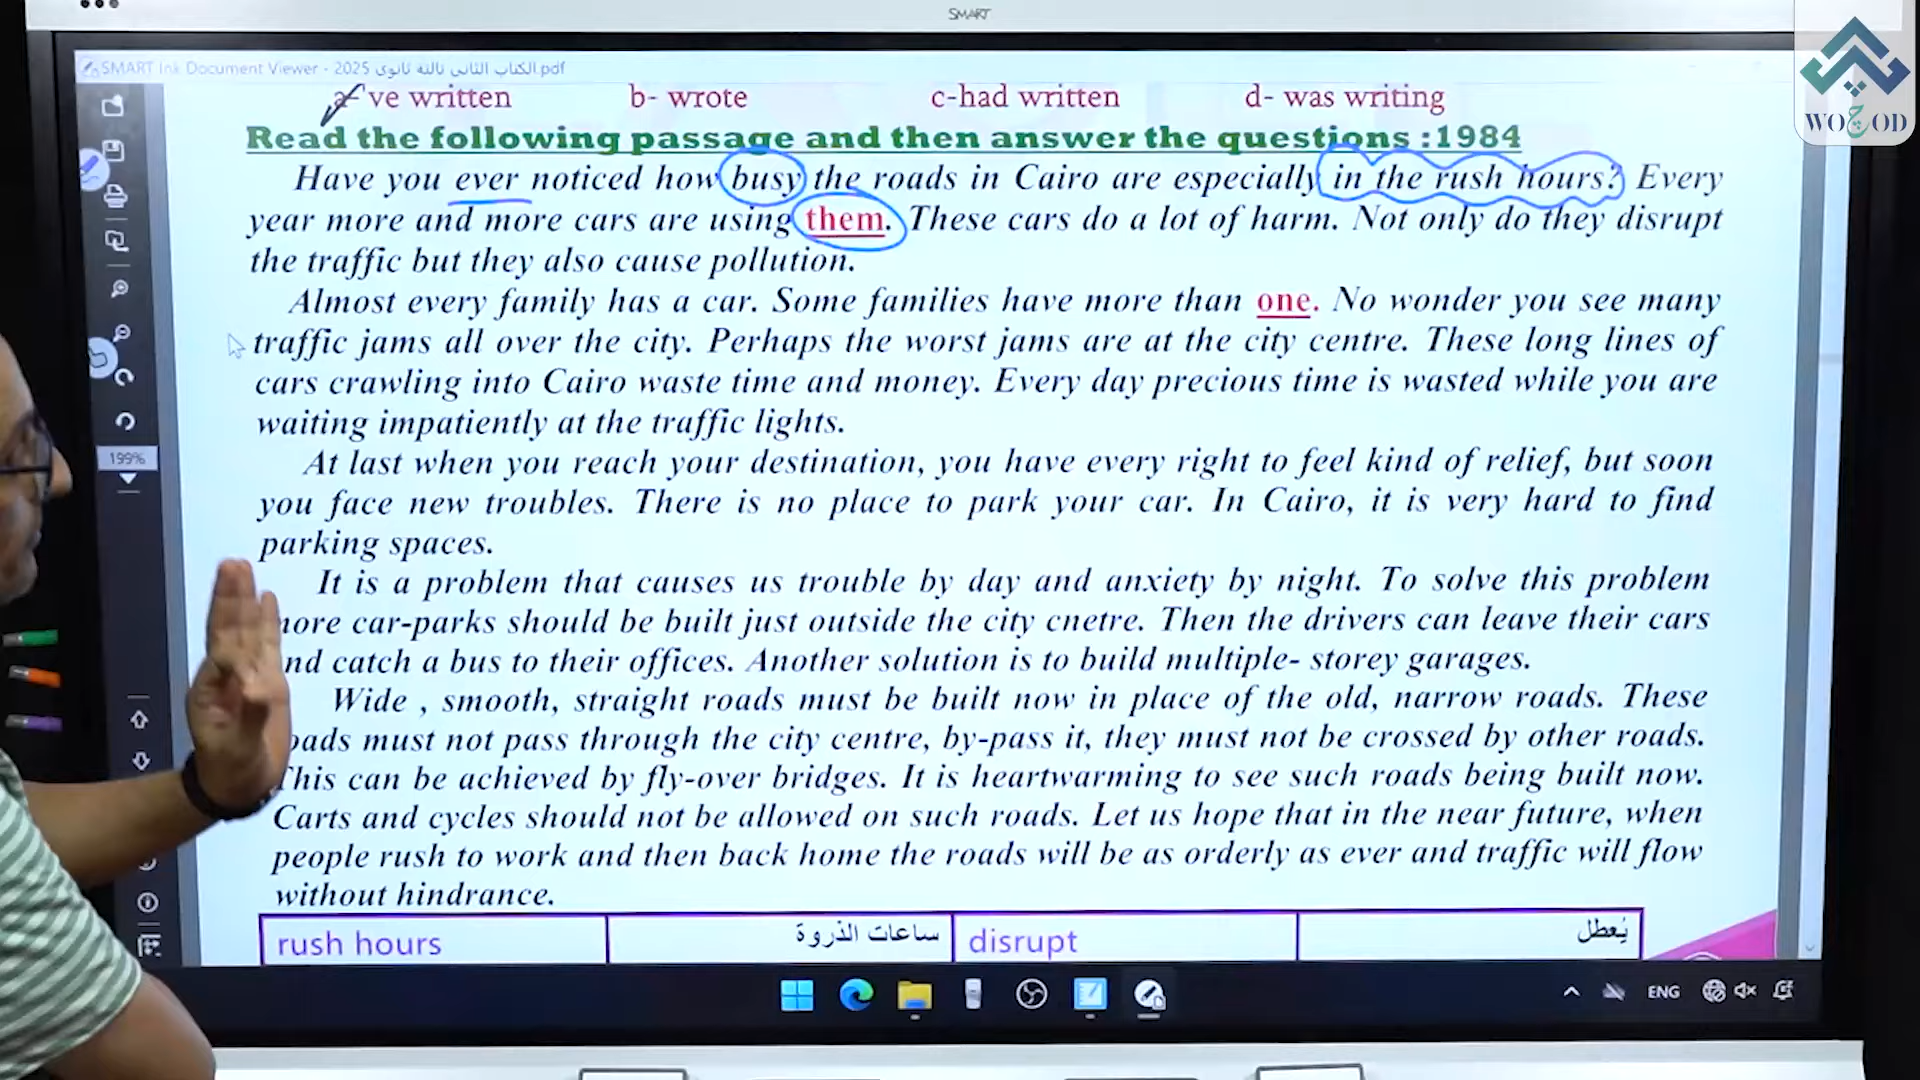 SMART
SMART Ink Document Viewer - الكتاب الثاني ثالثة ثانوي 2025.pdf
WOجOD
a-'ve written b- wrote c-had written d- was writing
Read the following passage and then answer the questions :1984
Have you ever noticed how busy the roads in Cairo are especially in the rush hours? Every
year more and more cars are using them. These cars do a lot of harm. Not only do they disrupt
the traffic but they also cause pollution.
Almost every family has a car. Some families have more than one. No wonder you see many
traffic jams all over the city. Perhaps the worst jams are at the city centre. These long lines of
cars crawling into Cairo waste time and money. Every day precious time is wasted while you are
waiting impatiently at the traffic lights.
At last when you reach your destination, you have every right to feel kind of relief, but soon
you face new troubles. There is no place to park your car. In Cairo, it is very hard to find
parking spaces.
It is a problem that causes us trouble by day and anxiety by night. To solve this problem
more car-parks should be built just outside the city cnetre. Then the drivers can leave their cars
and catch a bus to their offices. Another solution is to build multiple- storey garages.
Wide , smooth, straight roads must be built now in place of the old, narrow roads. These
roads must not pass through the city centre, by-pass it, they must not be crossed by other roads.
This can be achieved by fly-over bridges. It is heartwarming to see such roads being built now.
Carts and cycles should not be allowed on such roads. Let us hope that in the near future, when
people rush to work and then back home the roads will be as orderly as ever and traffic will flow
without hindrance.
rush hours ساعات الذروة disrupt يُعطل
199%
ENG